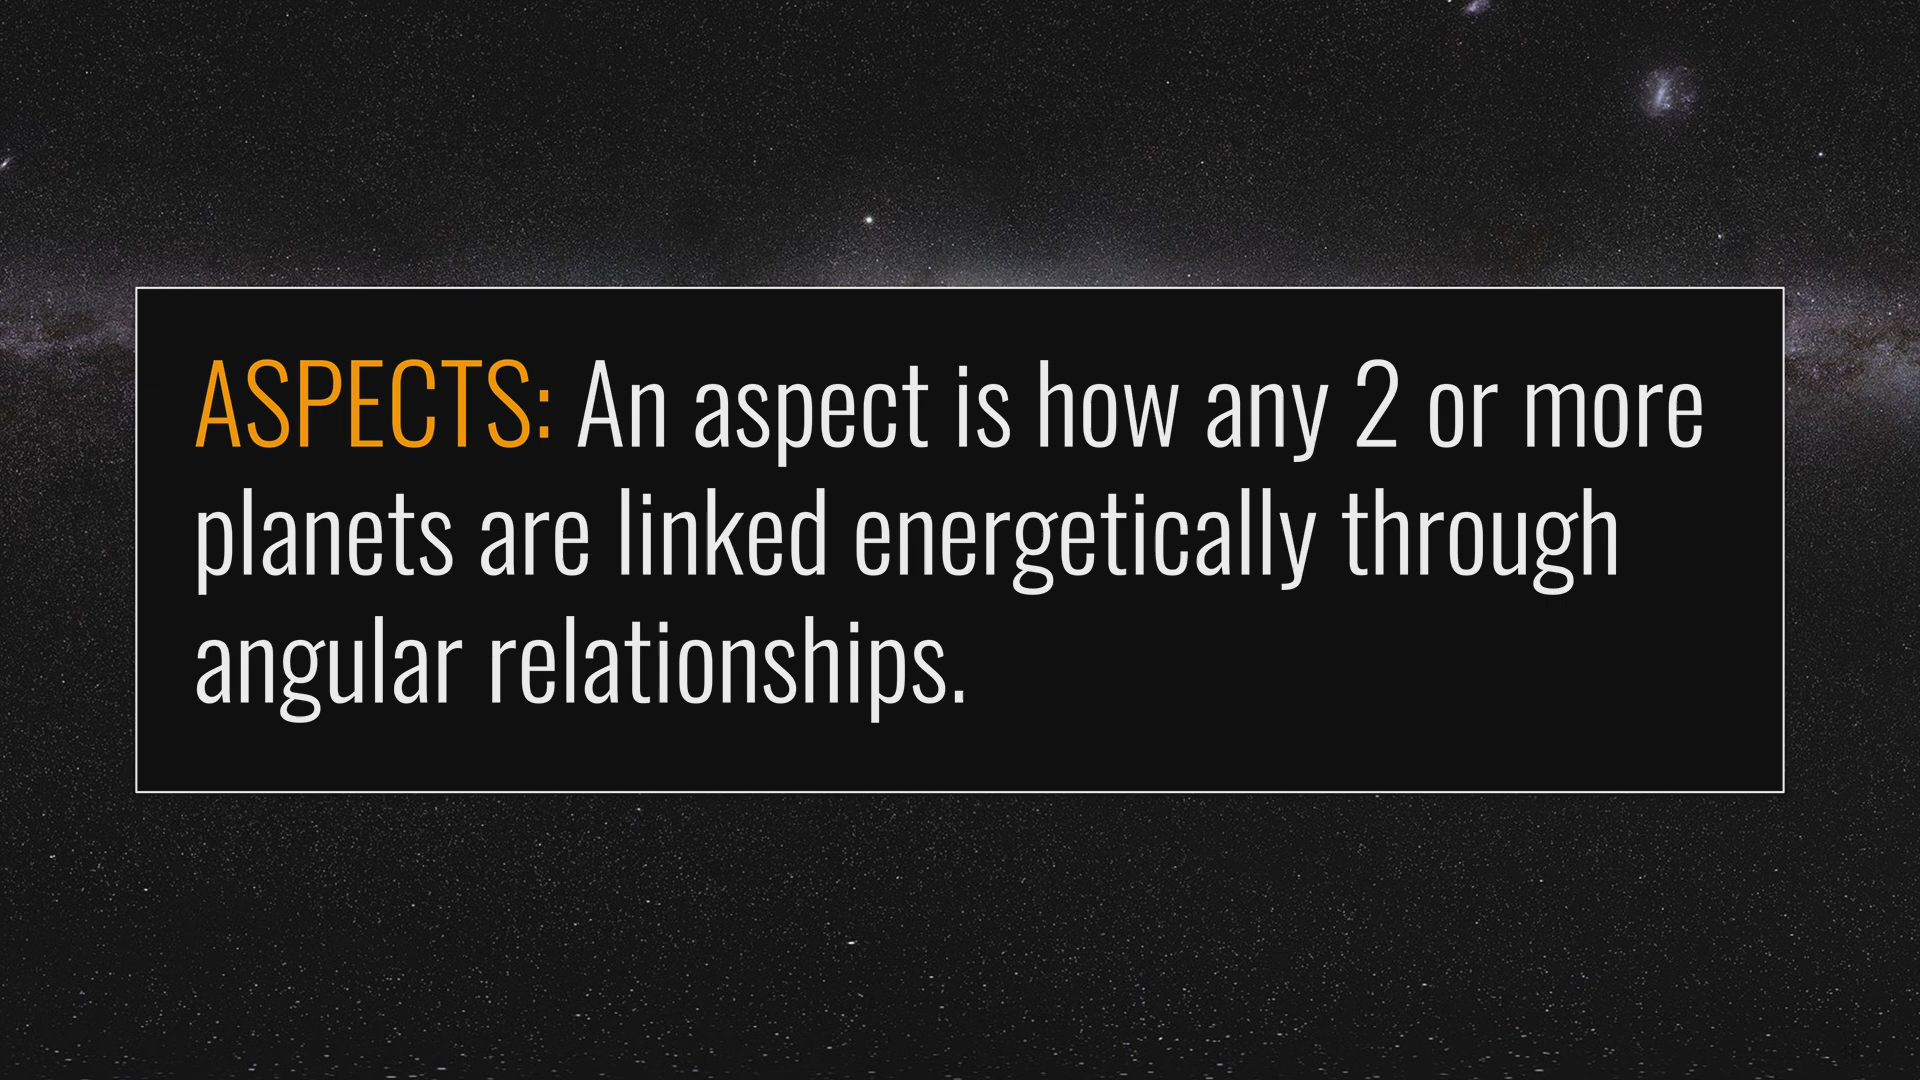 ASPECTS: An aspect is how any 2 or more
planets are linked energetically through
angular relationships.